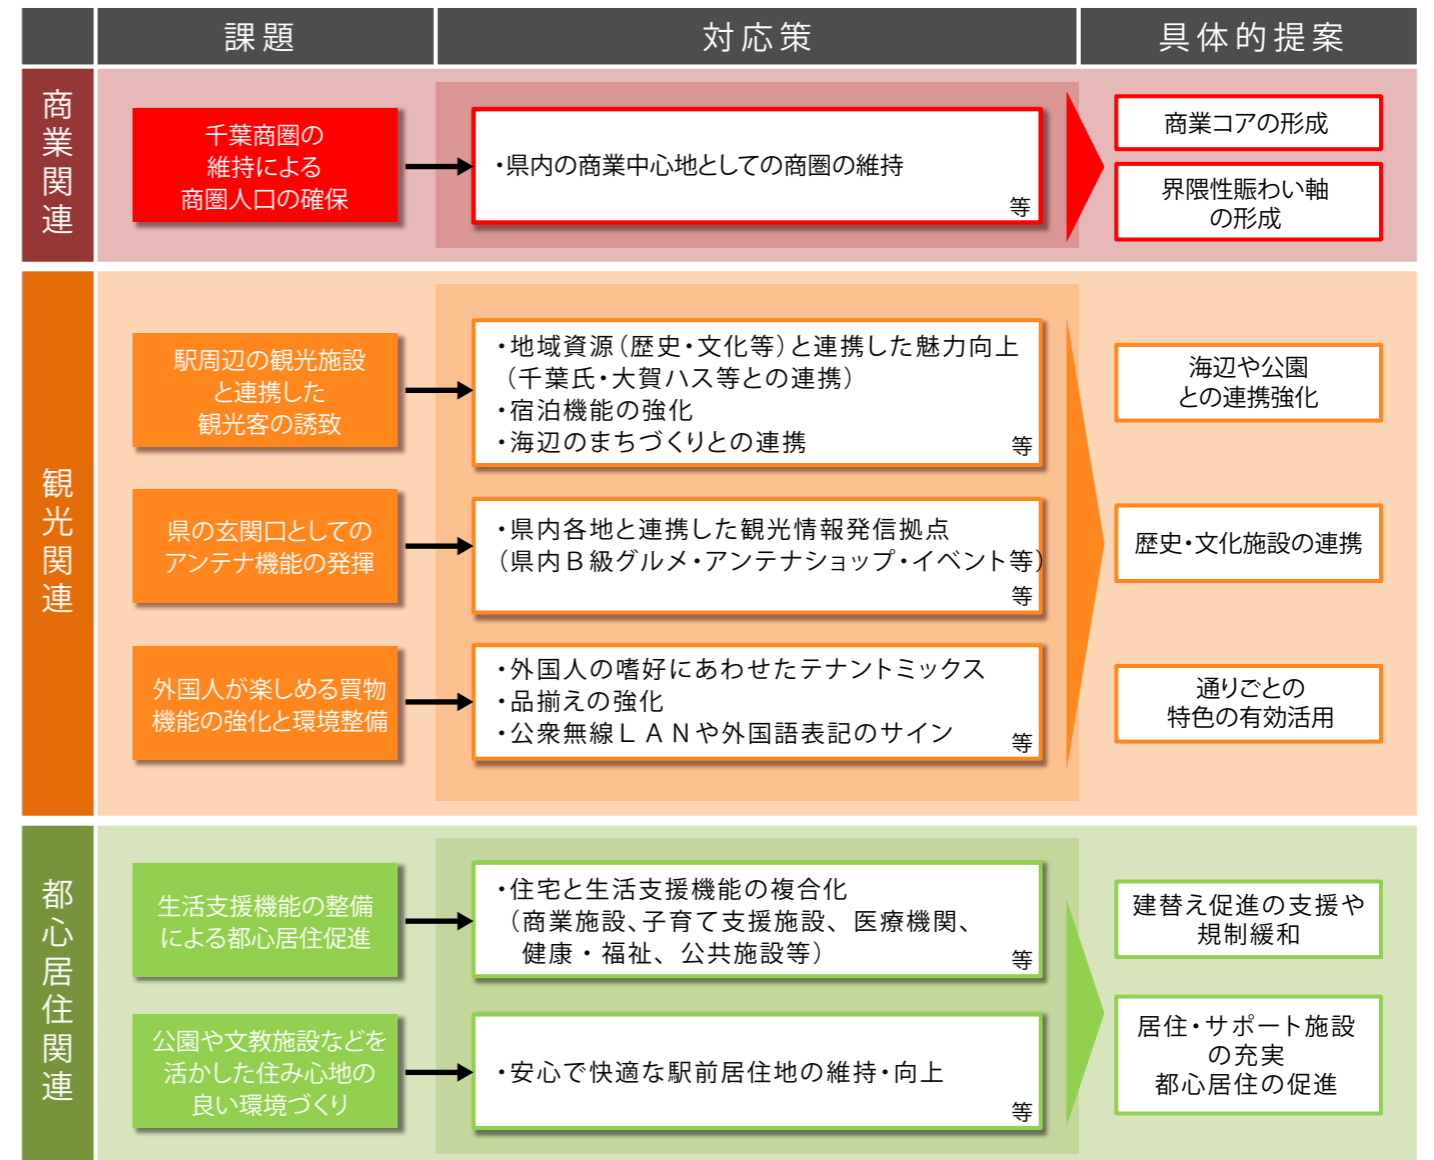 課題
対応策
具体的提案
商業関連
千葉商圏の
維持による
商圏人口の確保
・県内の商業中心地としての商圏の維持
等
商業コアの形成
界隈性賑わい軸
の形成
観光関連
駅周辺の観光施設
と連携した
観光客の誘致
・地域資源（歴史・文化等）と連携した魅力向上
（千葉氏・大賀ハス等との連携）
・宿泊機能の強化
・海辺のまちづくりとの連携
等
海辺や公園
との連携強化
県の玄関口としての
アンテナ機能の発揮
・県内各地と連携した観光情報発信拠点
（県内Ｂ級グルメ・アンテナショップ・イベント等）
等
歴史・文化施設の連携
外国人が楽しめる買物
機能の強化と環境整備
・外国人の嗜好にあわせたテナントミックス
・品揃えの強化
・公衆無線ＬＡＮや外国語表記のサイン
等
通りごとの
特色の有効活用
都心居住関連
生活支援機能の整備
による都心居住促進
・住宅と生活支援機能の複合化
（商業施設、子育て支援施設、医療機関、
健康・福祉、公共施設等）
等
建替え促進の支援や
規制緩和
公園や文教施設などを
活かした住み心地の
良い環境づくり
・安心で快適な駅前居住地の維持・向上
等
居住・サポート施設
の充実
都心居住の促進